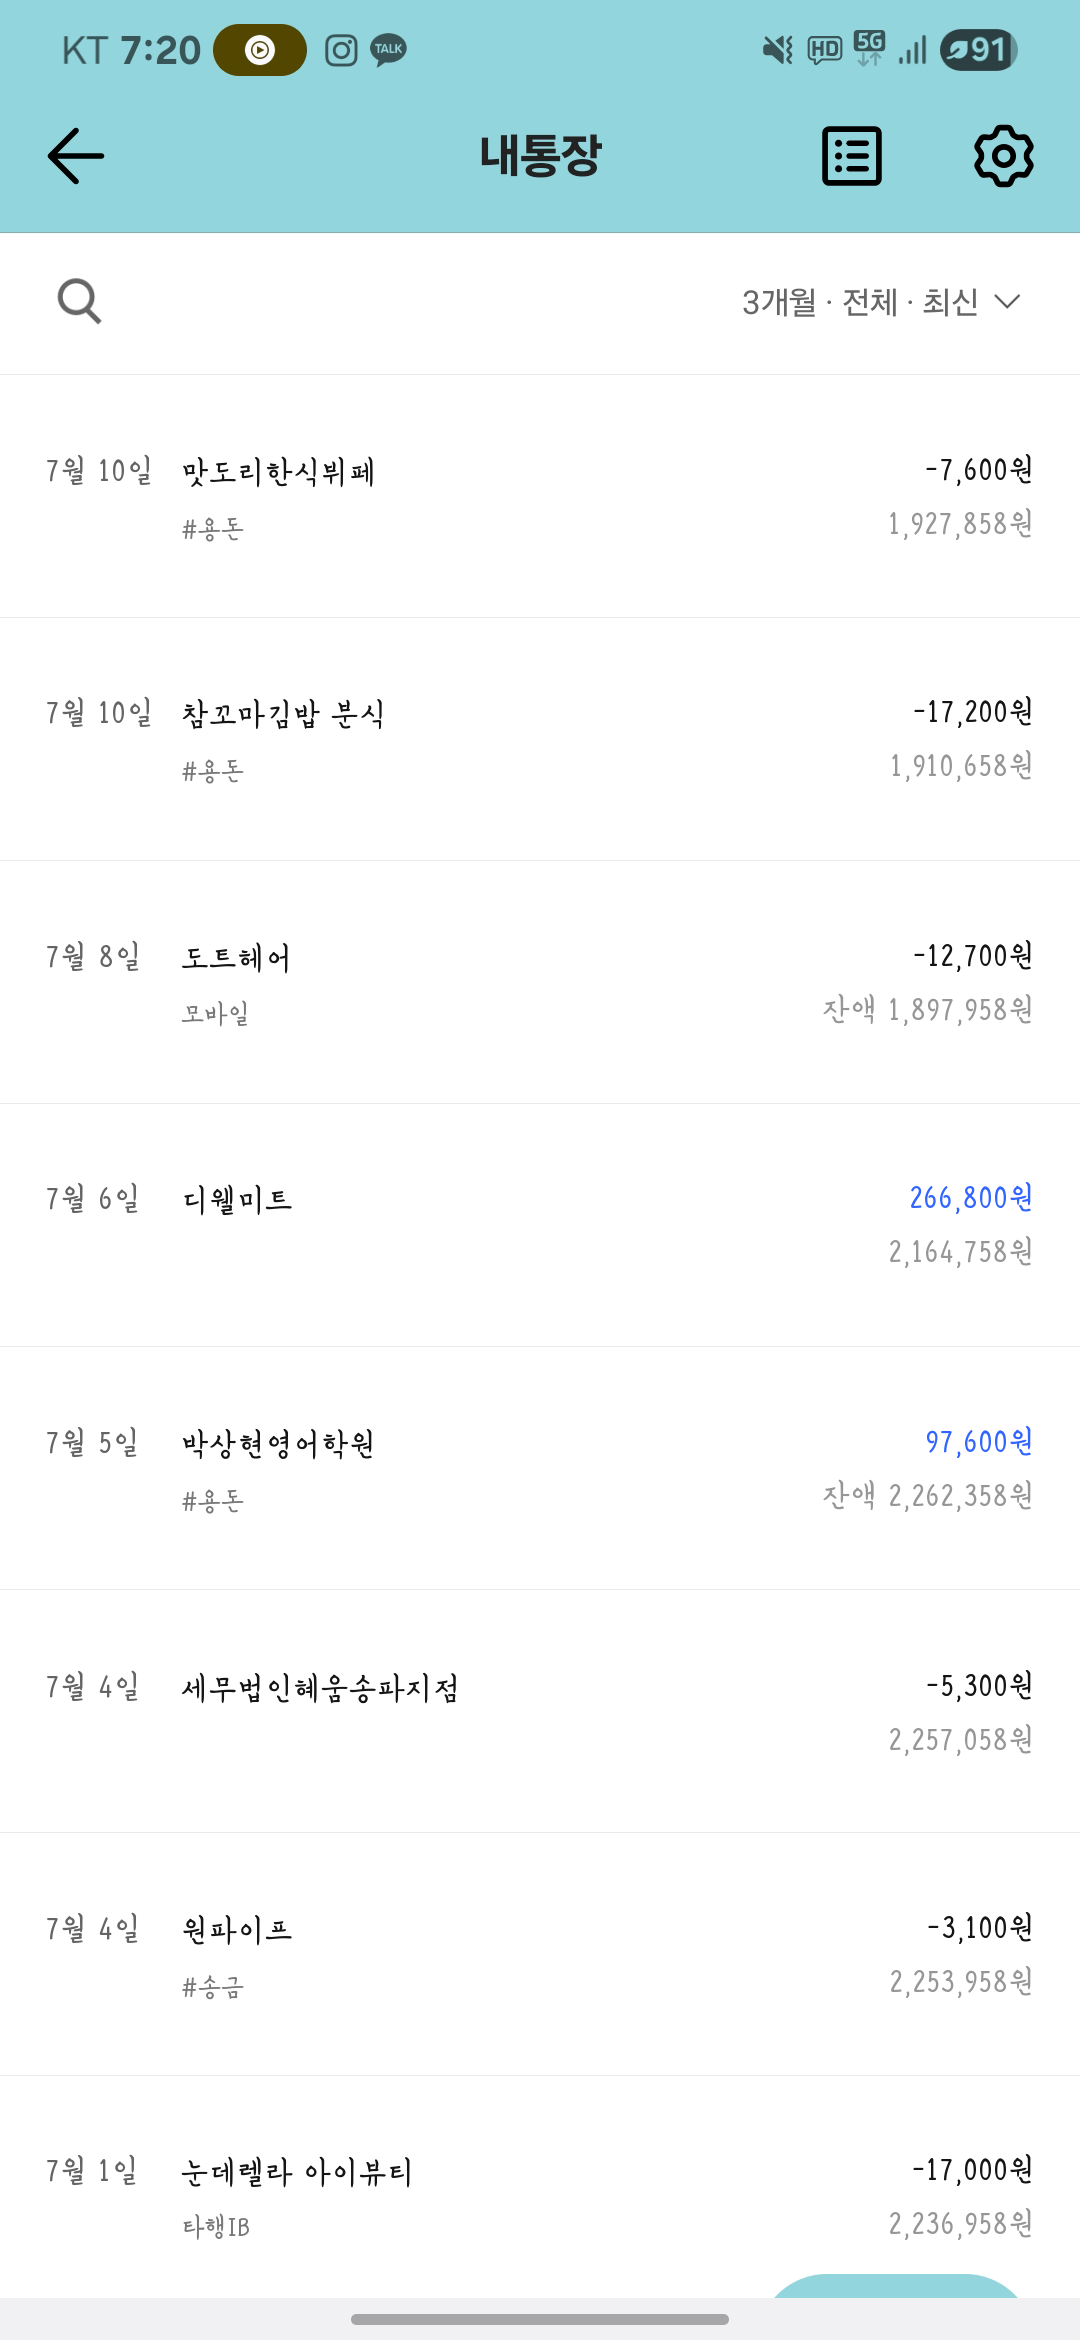 KT 7:20 TALK HD 5G 91
내통장
3개월 · 전체 · 최신
7월 10일 맛도리한식뷔페 -7,600원
#용돈 1,927,858원
7월 10일 참꼬마김밥 분식 -17,200원
#용돈 1,910,658원
7월 8일 도트헤어 -12,700원
모바일 잔액 1,897,958원
7월 6일 디웰미트 266,800원
2,164,758원
7월 5일 박상현영어학원 97,600원
#용돈 잔액 2,262,358원
7월 4일 세무법인혜움송파지점 -5,300원
2,257,058원
7월 4일 원파이프 -3,100원
#송금 2,253,958원
7월 1일 눈데렐라 아이뷰티 -17,000원
타행IB 2,236,958원